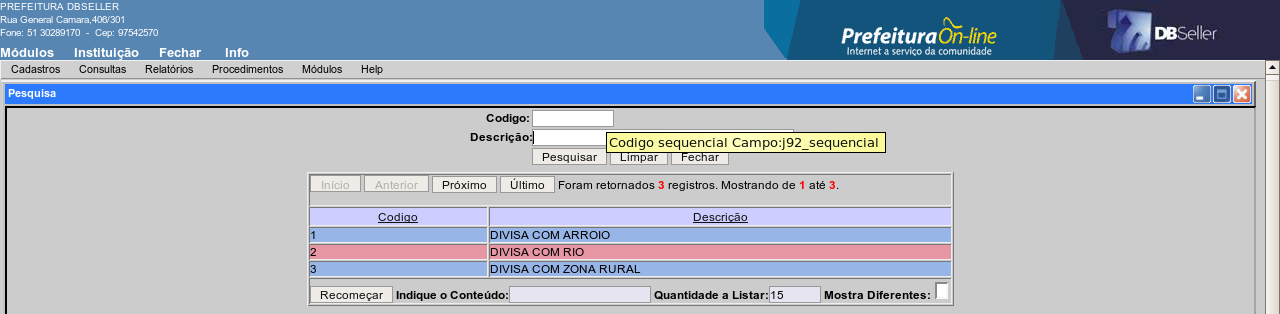 PREFEITURA DBSELLER
Rua General Camara,406/301
Fone: 51 30289170 - Cep: 97542570
Módulos Instituição Fechar Info
Prefeitura On-line
Internet a serviço da comunidade
DBSeller
Cadastros Consultas Relatórios Procedimentos Módulos Help
Pesquisa
Codigo:
Descrição:
Codigo sequencial Campo:j92_sequencial
Pesquisar Limpar Fechar
Início Anterior Próximo Último Foram retornados 3 registros. Mostrando de 1 até 3.
Codigo Descrição
1 DIVISA COM ARROIO
2 DIVISA COM RIO
3 DIVISA COM ZONA RURAL
Recomeçar Indique o Conteúdo: Quantidade a Listar: 15 Mostra Diferentes: